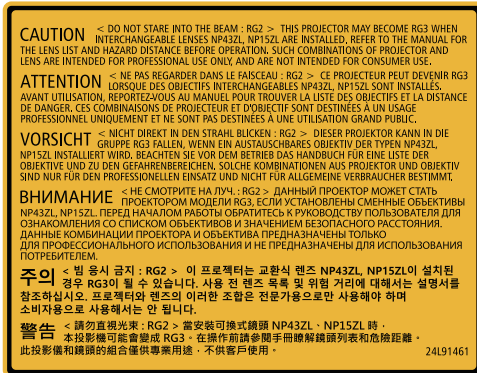 CAUTION < DO NOT STARE INTO THE BEAM : RG2 > THIS PROJECTOR MAY BECOME RG3 WHEN
INTERCHANGEABLE LENSES NP43ZL, NP15ZL ARE INSTALLED, REFER TO THE MANUAL FOR
THE LENS LIST AND HAZARD DISTANCE BEFORE OPERATION. SUCH COMBINATIONS OF PROJECTOR AND
LENS ARE INTENDED FOR PROFESSIONAL USE ONLY, AND ARE NOT INTENDED FOR CONSUMER USE.
ATTENTION < NE PAS REGARDER DANS LE FAISCEAU : RG2 > CE PROJECTEUR PEUT DEVENIR RG3
LORSQUE DES OBJECTIFS INTERCHANGEABLES NP43ZL, NP15ZL SONT INSTALLÉS.
AVANT UTILISATION, REPORTEZ-VOUS AU MANUEL POUR TROUVER LA LISTE DES OBJECTIFS ET LA DISTANCE
DE DANGER, CES COMBINAISONS DE PROJECTEUR ET D'OBJECTIF SONT DESTINÉES À UN USAGE
PROFESSIONNEL UNIQUEMENT ET NE SONT PAS DESTINÉES À UNE UTILISATION GRAND PUBLIC.
VORSICHT < NICHT DIREKT IN DEN STRAHL BLICKEN : RG2 > DIESER PROJEKTOR KANN IN DIE
GRUPPE RG3 FALLEN, WENN EIN AUSTAUSCHBARES OBJEKTIV DER TYPEN NP43ZL,
NP15ZL INSTALLIERT WIRD. BEACHTEN SIE VOR DEM BETRIEB DAS HANDBUCH FÜR EINE LISTE DER
OBJEKTIVE UND ZU DEN GEFAHRENBEREICHEN, SOLCHE KOMBINATIONEN AUS PROJEKTOR UND OBJEKTIV
SIND NUR FÜR DEN PROFESSIONELLEN EINSATZ UND NICHT FÜR ALLGEMEINE VERBRAUCHER BESTIMMT.
ВНИМАНИЕ < НЕ СМОТРИТЕ НА ЛУЧ. : RG2 > ДАННЫЙ ПРОЕКТОР МОЖЕТ СТАТЬ
ПРОЕКТОРОМ МОДЕЛИ RG3, ЕСЛИ УСТАНОВЛЕНЫ СМЕННЫЕ ОБЪЕКТИВЫ
NP43ZL, NP15ZL. ПЕРЕД НАЧАЛОМ РАБОТЫ ОБРАТИТЕСЬ К РУКОВОДСТВУ ПОЛЬЗОВАТЕЛЯ ДЛЯ
ОЗНАКОМЛЕНИЯ СО СПИСКОМ ОБЪЕКТИВОВ И ЗНАЧЕНИЕМ БЕЗОПАСНОГО РАССТОЯНИЯ.
ДАННЫЕ КОМБИНАЦИИ ПРОЕКТОРА И ОБЪЕКТИВА ПРЕДНАЗНАЧЕНЫ ТОЛЬКО
ДЛЯ ПРОФЕССИОНАЛЬНОГО ИСПОЛЬЗОВАНИЯ И НЕ ПРЕДНАЗНАЧЕНЫ ДЛЯ ИСПОЛЬЗОВАНИЯ
ПОТРЕБИТЕЛЕМ.
주의 < 빔 응시 금지 : RG2 > 이 프로젝터는 교환식 렌즈 NP43ZL, NP15ZL이 설치된
경우 RG3이 될 수 있습니다. 사용 전 렌즈 목록 및 위험 거리에 대해서는 설명서를
참조하십시오. 프로젝터와 렌즈의 이러한 조합은 전문가용으로만 사용해야 하며
소비자용으로 사용해서는 안 됩니다.
警告 < 請勿直視光束 : RG2 > 當安裝可換式鏡頭 NP43ZL、NP15ZL 時，
本投影機可能會變成 RG3。在操作前請參閱手冊瞭解鏡頭列表和危險距離。
此投影儀和鏡頭的組合僅供專業用途，不供客戶使用。
24L91461